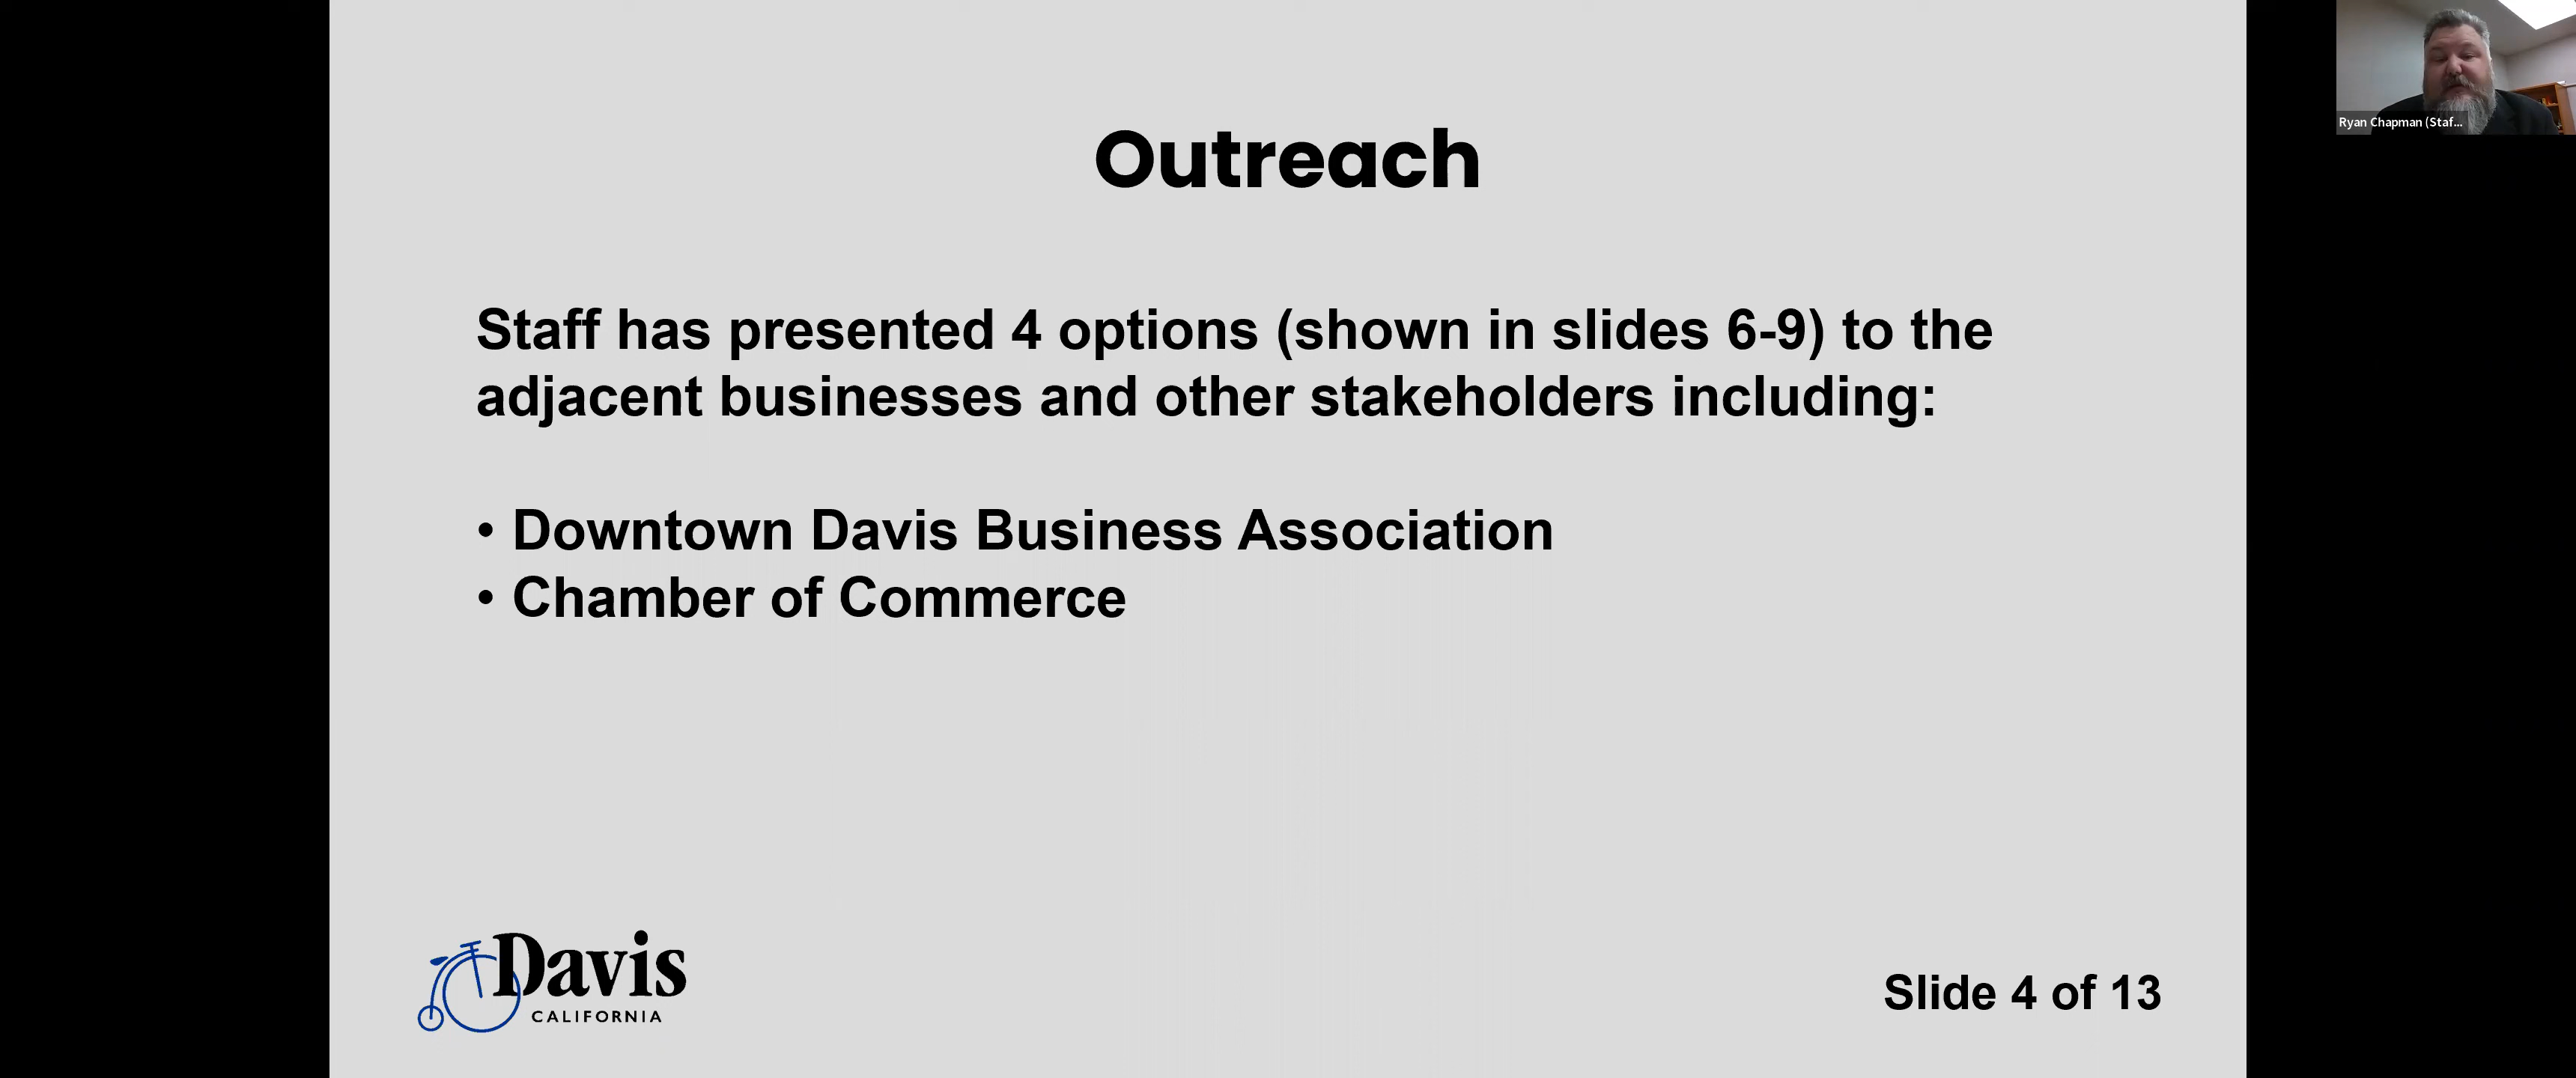 Ryan Chapman (Staf...
Outreach
Staff has presented 4 options (shown in slides 6-9) to the
adjacent businesses and other stakeholders including:
• Downtown Davis Business Association
• Chamber of Commerce
Davis
CALIFORNIA
Slide 4 of 13